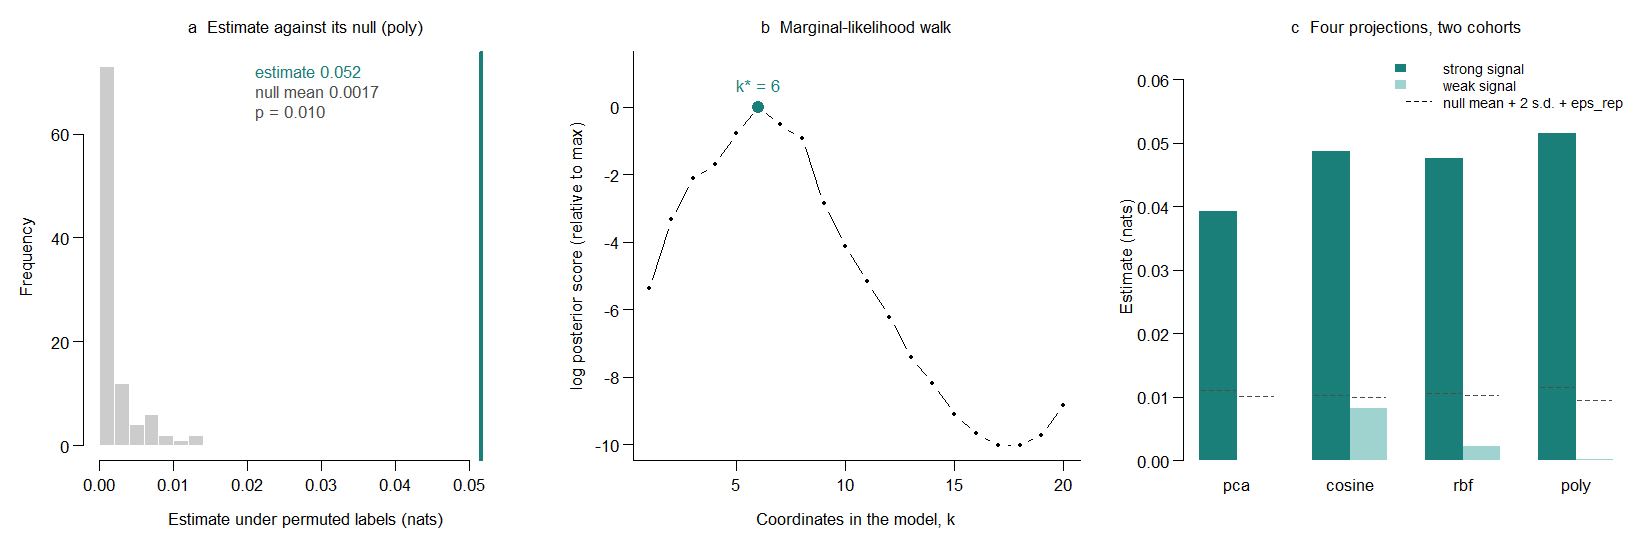 a Estimate against its null (poly)
estimate 0.052
null mean 0.0017
p = 0.010
Frequency
60
40
20
0
0.00 0.01 0.02 0.03 0.04 0.05
Estimate under permuted labels (nats)
b Marginal-likelihood walk
k* = 6
log posterior score (relative to max)
0
-2
-4
-6
-8
-10
5 10 15 20
Coordinates in the model, k
c Four projections, two cohorts
strong signal
weak signal
null mean + 2 s.d. + eps_rep
Estimate (nats)
0.06
0.05
0.04
0.03
0.02
0.01
0.00
pca cosine rbf poly